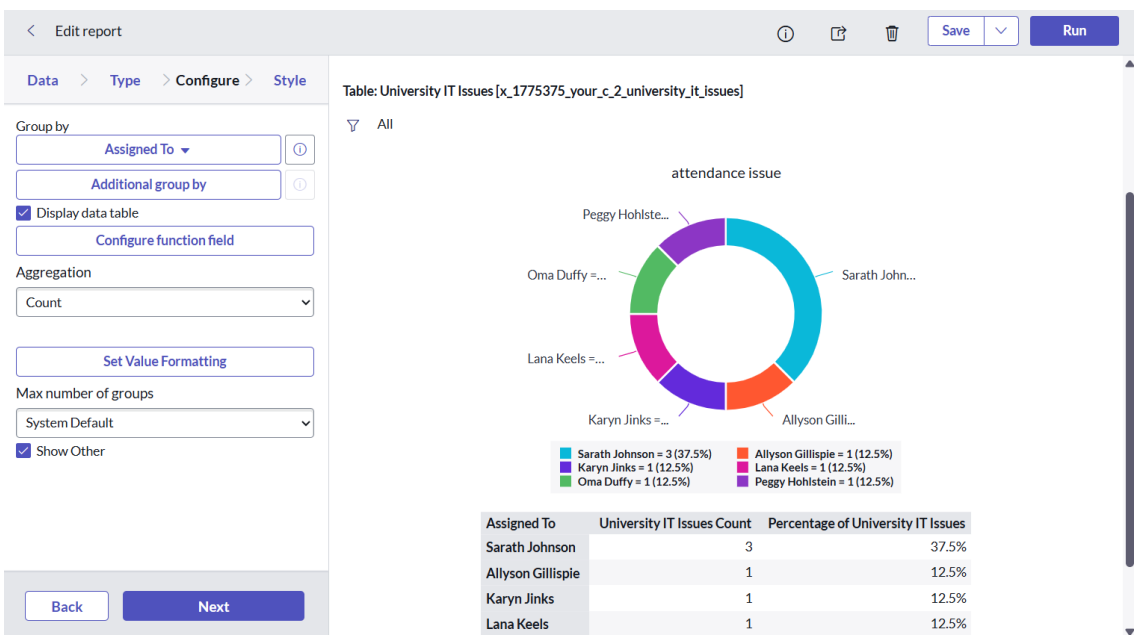 Edit report
Save
Run
Data
Type
Configure
Style
Group by
Assigned To
Additional group by
Display data table
Configure function field
Aggregation
Count
Set Value Formatting
Max number of groups
System Default
Show Other
Back
Next
Table: University IT Issues [x_1775375_your_c_2_university_it_issues]
All
attendance issue
Peggy Hohlste...
Oma Duffy =...
Sarath John...
Lana Keels =...
Karyn Jinks =...
Allyson Gilli...
Sarath Johnson = 3 (37.5%) Allyson Gillispie = 1 (12.5%)
Karyn Jinks = 1 (12.5%) Lana Keels = 1 (12.5%)
Oma Duffy = 1 (12.5%) Peggy Hohlstein = 1 (12.5%)
Assigned To University IT Issues Count Percentage of University IT Issues
Sarath Johnson 3 37.5%
Allyson Gillispie 1 12.5%
Karyn Jinks 1 12.5%
Lana Keels 1 12.5%